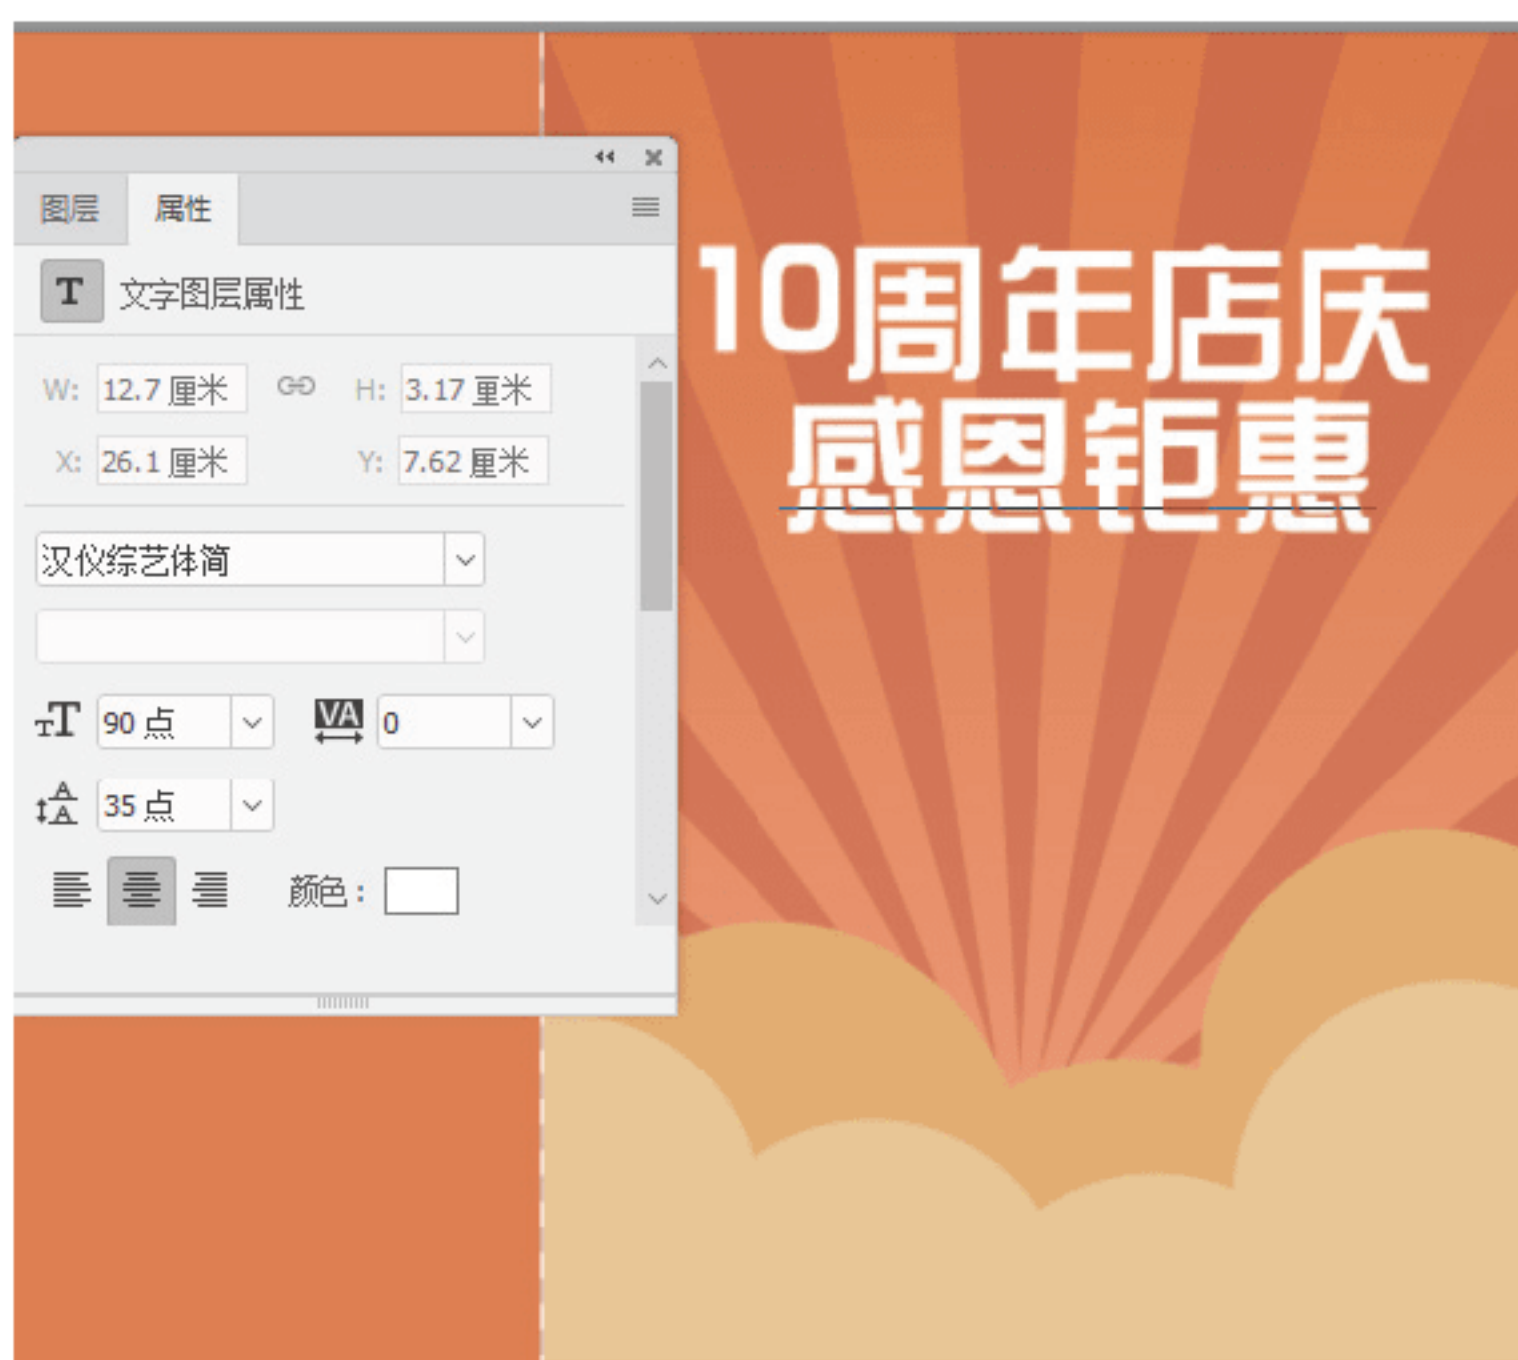 图层 属性
T 文字图层属性
W: 12.7 厘米 H: 3.17 厘米
X: 26.1 厘米 Y: 7.62 厘米
汉仪综艺体简
90 点 VA 0
35 点
颜色：
10周年店庆
感恩钜惠